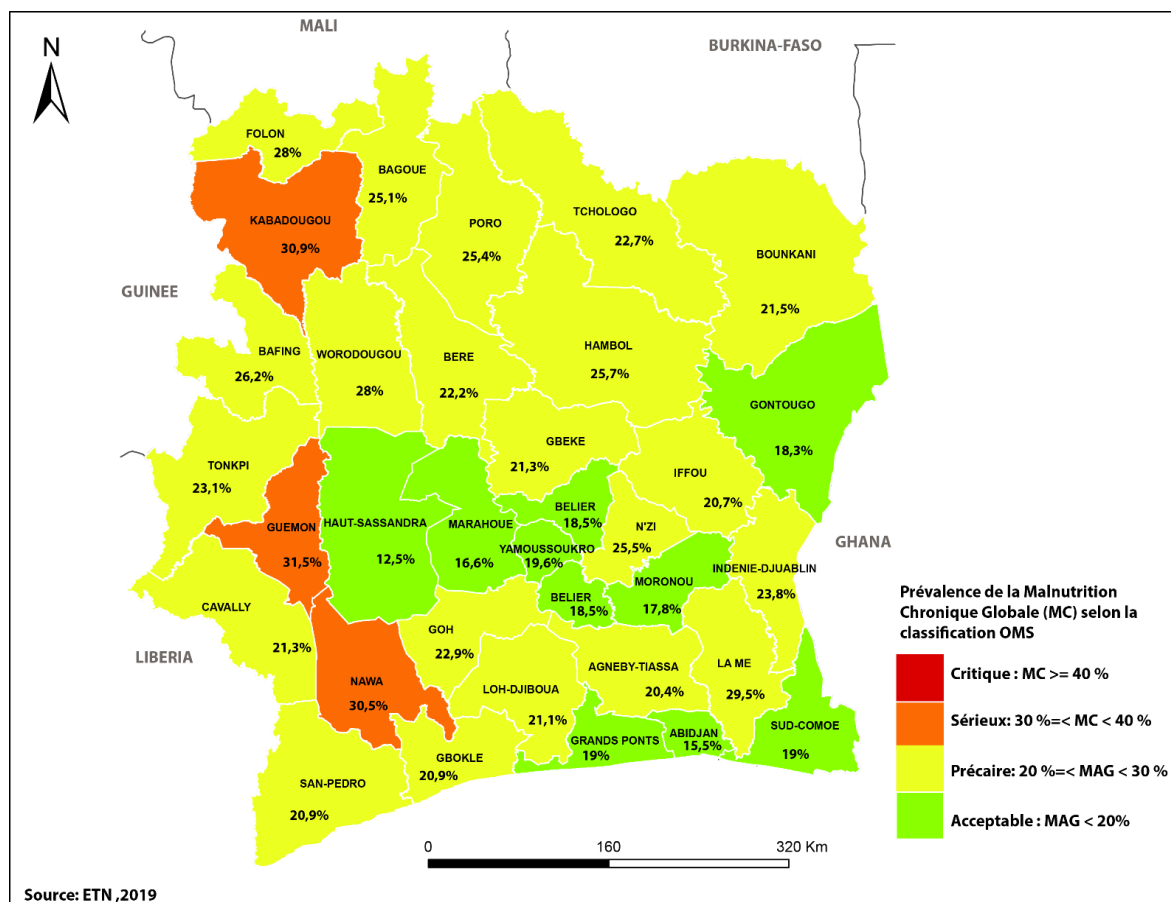 MALI
BURKINA-FASO
N
FOLON
28%
BAGOUE
25,1%
KABADOUGOU
30,9%
PORO
25,4%
TCHOLOGO
22,7%
BOUNKANI
21,5%
GUINEE
BAFING
26,2%
WORODOUGOU
28%
BERE
22,2%
HAMBOL
25,7%
GONTOUGO
18,3%
TONKPI
23,1%
GBEKE
21,3%
IFFOU
20,7%
GUEMON
31,5%
HAUT-SASSANDRA
12,5%
MARAHOUE
16,6%
BELIER
18,5%
YAMOUSSOUKRO
19,6%
N'ZI
25,5%
GHANA
INDENIE-DJUABLIN
23,8%
MORONOU
17,8%
BELIER
18,5%
CAVALLY
21,3%
LIBERIA
GOH
22,9%
NAWA
30,5%
LOH-DJIBOUA
21,1%
AGNEBY-TIASSA
20,4%
LA ME
29,5%
SUD-COMOE
19%
ABIDJAN
15,5%
GRANDS PONTS
19%
GBOKLE
20,9%
SAN-PEDRO
20,9%
Prévalence de la Malnutrition
Chronique Globale (MC) selon la
classification OMS
Critique : MC >= 40 %
Sérieux: 30 %=< MC < 40 %
Précaire: 20 %=< MAG < 30 %
Acceptable : MAG < 20%
0 160 320 Km
Source: ETN ,2019